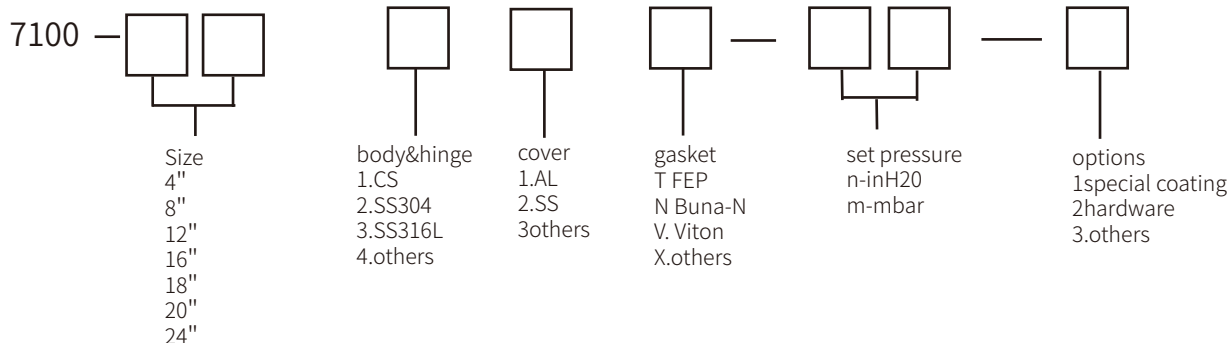 7100
Size
4"
8"
12"
16"
18"
20"
24"
body&hinge
1.CS
2.SS304
3.SS316L
4.others
cover
1.AL
2.SS
3others
gasket
T FEP
N Buna-N
V. Viton
X.others
set pressure
n-inH20
m-mbar
options
1special coating
2hardware
3.others